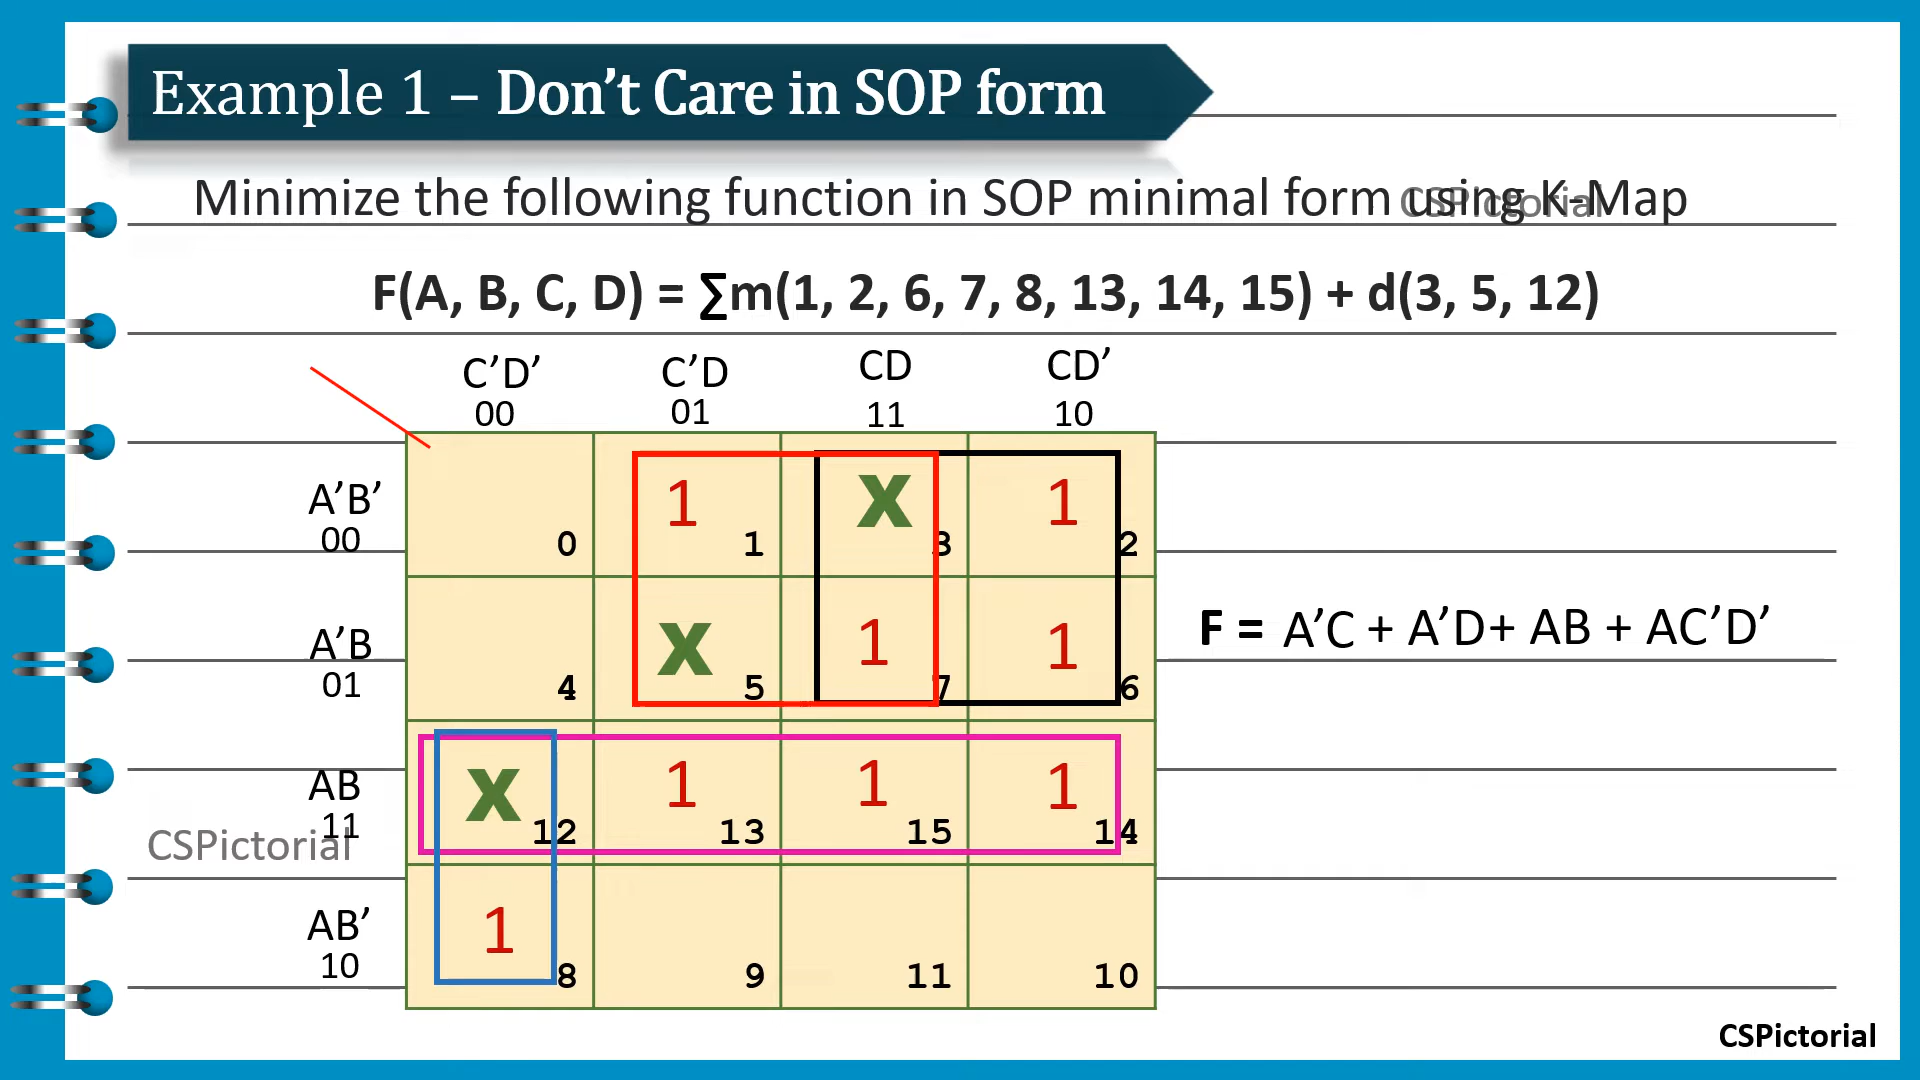 Example 1 – Don’t Care in SOP form
Minimize the following function in SOP minimal form using K-Map
CSPictorial
F(A, B, C, D) = ∑m(1, 2, 6, 7, 8, 13, 14, 15) + d(3, 5, 12)
C’D’ C’D CD CD’
00 01 11 10
A’B’ 1 X 1
00 0 1 3 2
A’B X 1 1
01 4 5 7 6
F = A’C + A’D+ AB + AC’D’
AB X 1 1 1
11 12 13 15 14
CSPictorial
AB’ 1
10 8 9 11 10
CSPictorial